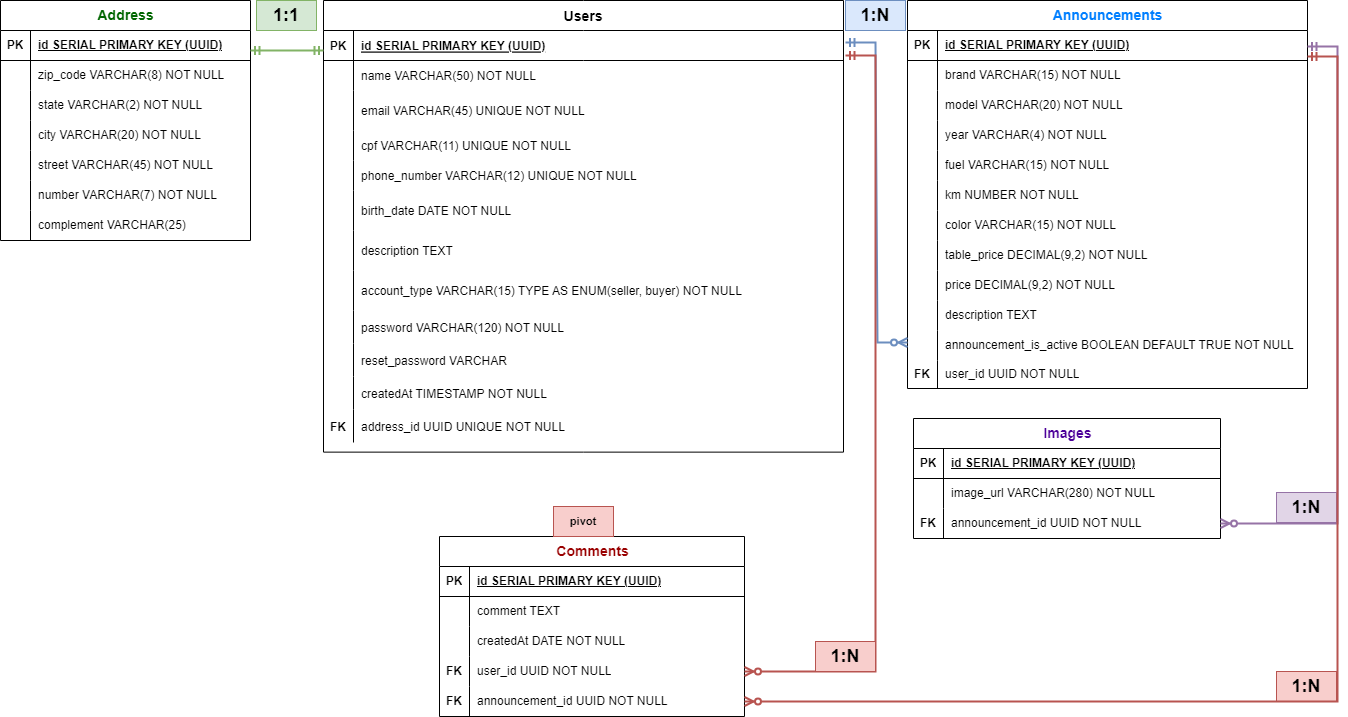 Address
PK id SERIAL PRIMARY KEY (UUID)
zip_code VARCHAR(8) NOT NULL
state VARCHAR(2) NOT NULL
city VARCHAR(20) NOT NULL
street VARCHAR(45) NOT NULL
number VARCHAR(7) NOT NULL
complement VARCHAR(25)
1:1
Users
PK id SERIAL PRIMARY KEY (UUID)
name VARCHAR(50) NOT NULL
email VARCHAR(45) UNIQUE NOT NULL
cpf VARCHAR(11) UNIQUE NOT NULL
phone_number VARCHAR(12) UNIQUE NOT NULL
birth_date DATE NOT NULL
description TEXT
account_type VARCHAR(15) TYPE AS ENUM(seller, buyer) NOT NULL
password VARCHAR(120) NOT NULL
reset_password VARCHAR
createdAt TIMESTAMP NOT NULL
FK address_id UUID UNIQUE NOT NULL
1:N
Announcements
PK id SERIAL PRIMARY KEY (UUID)
brand VARCHAR(15) NOT NULL
model VARCHAR(20) NOT NULL
year VARCHAR(4) NOT NULL
fuel VARCHAR(15) NOT NULL
km NUMBER NOT NULL
color VARCHAR(15) NOT NULL
table_price DECIMAL(9,2) NOT NULL
price DECIMAL(9,2) NOT NULL
description TEXT
announcement_is_active BOOLEAN DEFAULT TRUE NOT NULL
FK user_id UUID NOT NULL
Images
PK id SERIAL PRIMARY KEY (UUID)
image_url VARCHAR(280) NOT NULL
FK announcement_id UUID NOT NULL
1:N
pivot
Comments
PK id SERIAL PRIMARY KEY (UUID)
comment TEXT
createdAt DATE NOT NULL
FK user_id UUID NOT NULL
FK announcement_id UUID NOT NULL
1:N
1:N